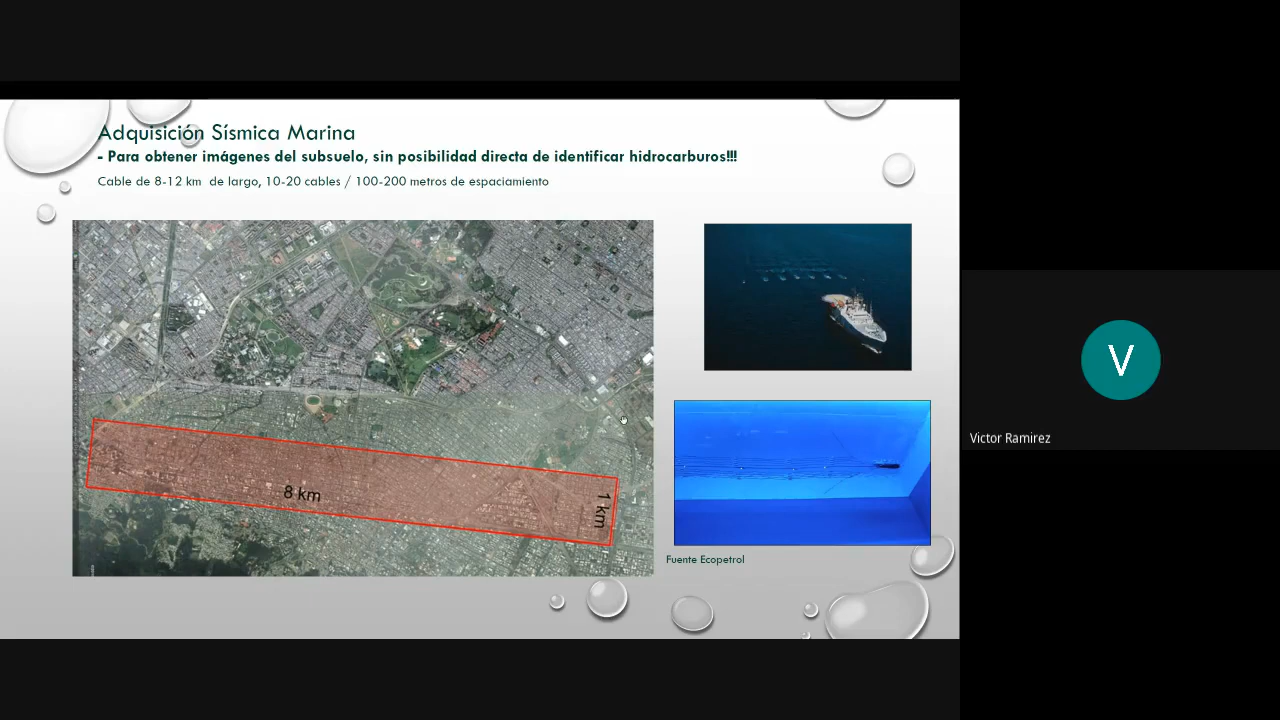 Adquisición Sísmica Marina
- Para obtener imágenes del subsuelo, sin posibilidad directa de identificar hidrocarburos!!!
Cable de 8-12 km de largo, 10-20 cables / 100-200 metros de espaciamiento
8 km
1 km
Fuente Ecopetrol
V
Victor Ramirez